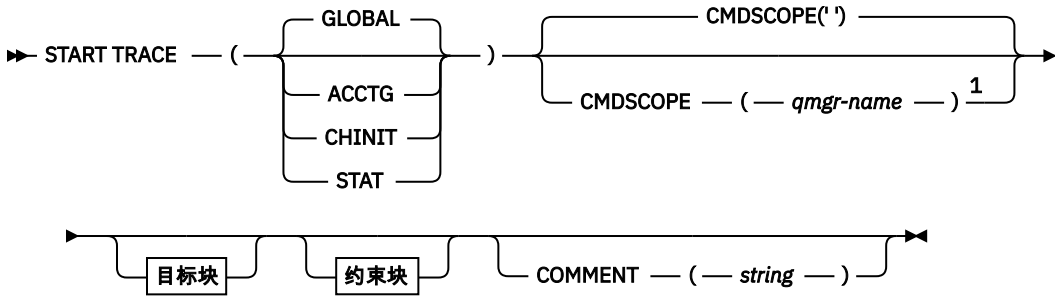 GLOBAL
CMDSCOPE(' ')
START TRACE ( )
ACCTG
CMDSCOPE ( qmgr-name ) 1
CHINIT
STAT
目标块
约束块
COMMENT ( string )